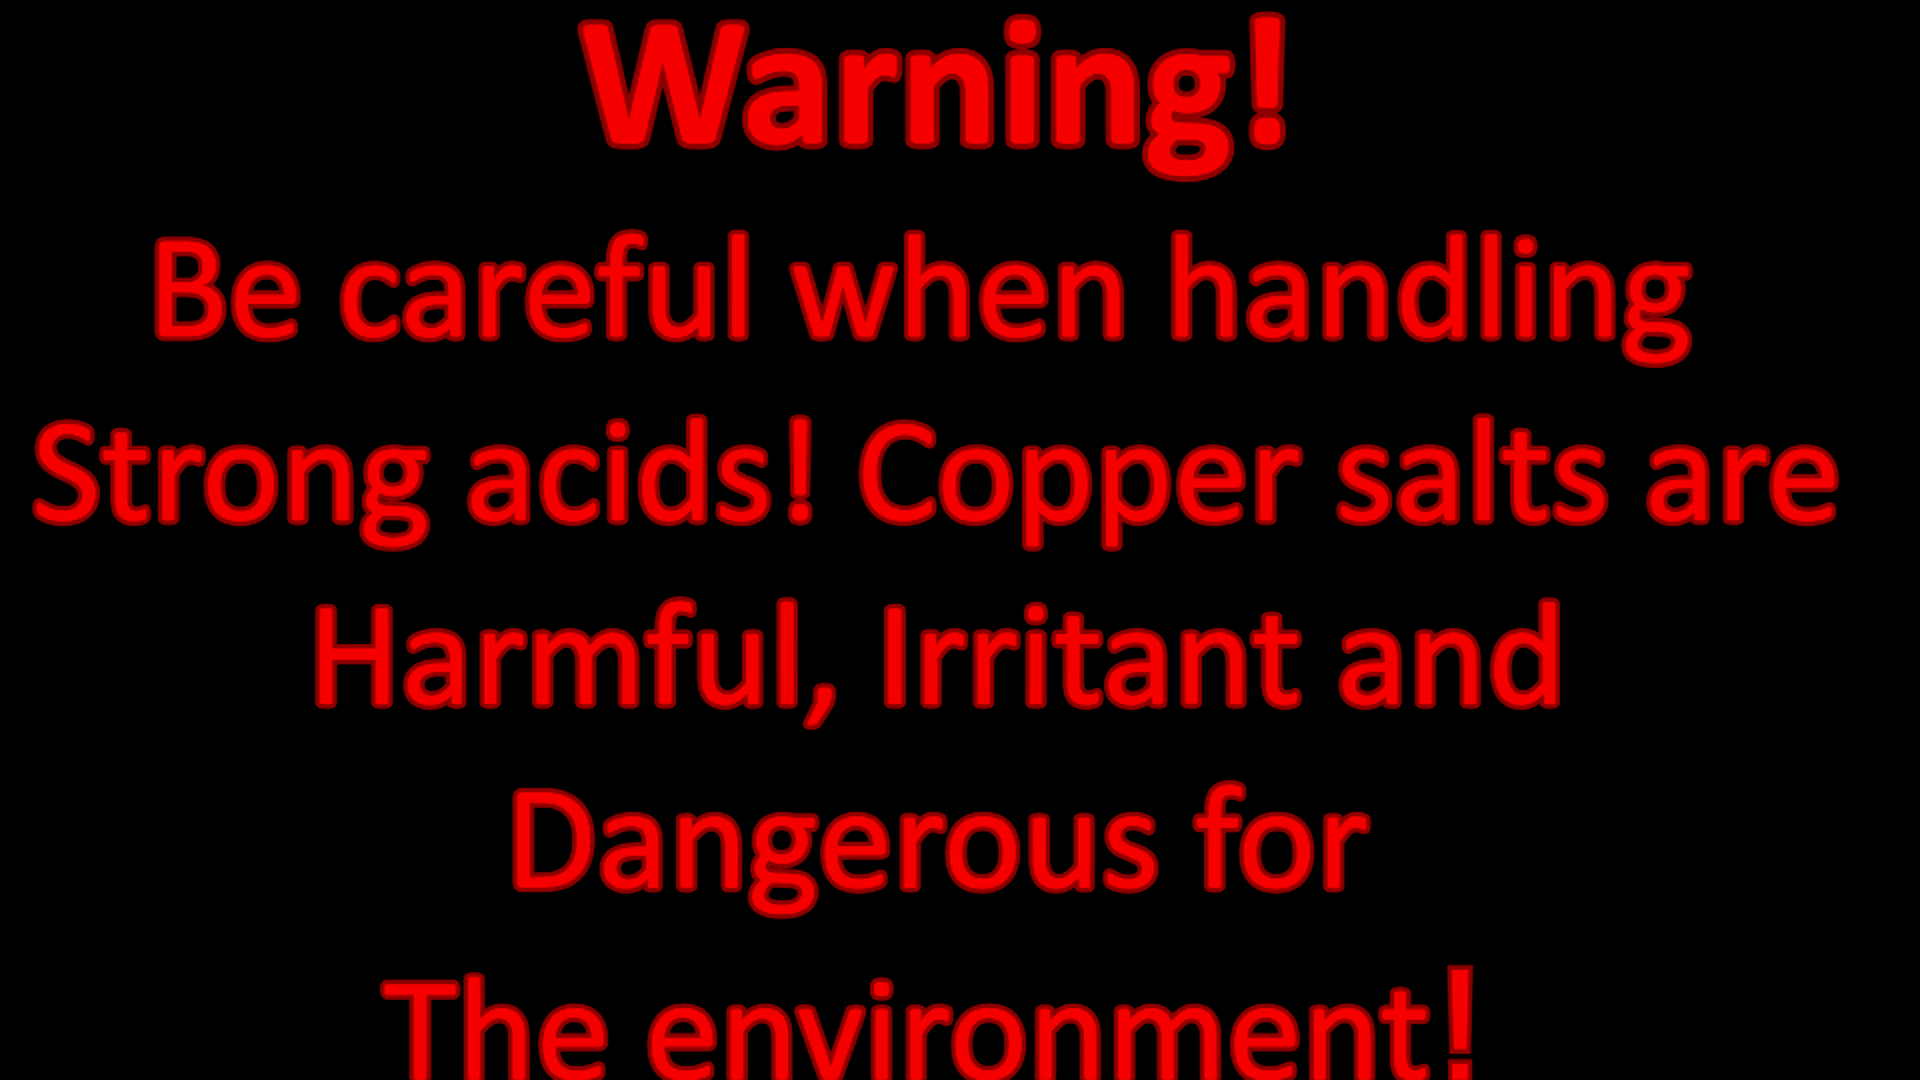 Warning!
Be careful when handling
Strong acids! Copper salts are
Harmful, Irritant and
Dangerous for
The environment!